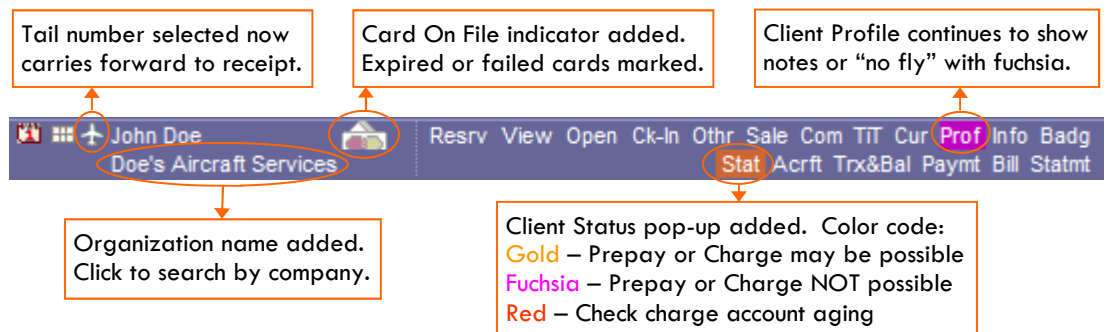 Tail number selected now
carries forward to receipt.
Card On File indicator added.
Expired or failed cards marked.
Client Profile continues to show
notes or “no fly” with fuchsia.
John Doe
Resrv View Open Ck-In Othr Sale Com TiT Cur Prof Info Badg
Doe's Aircraft Services
Stat Acrft Trx&Bal Paymt Bill Statmt
Organization name added.
Click to search by company.
Client Status pop-up added. Color code:
Gold – Prepay or Charge may be possible
Fuchsia – Prepay or Charge NOT possible
Red – Check charge account aging